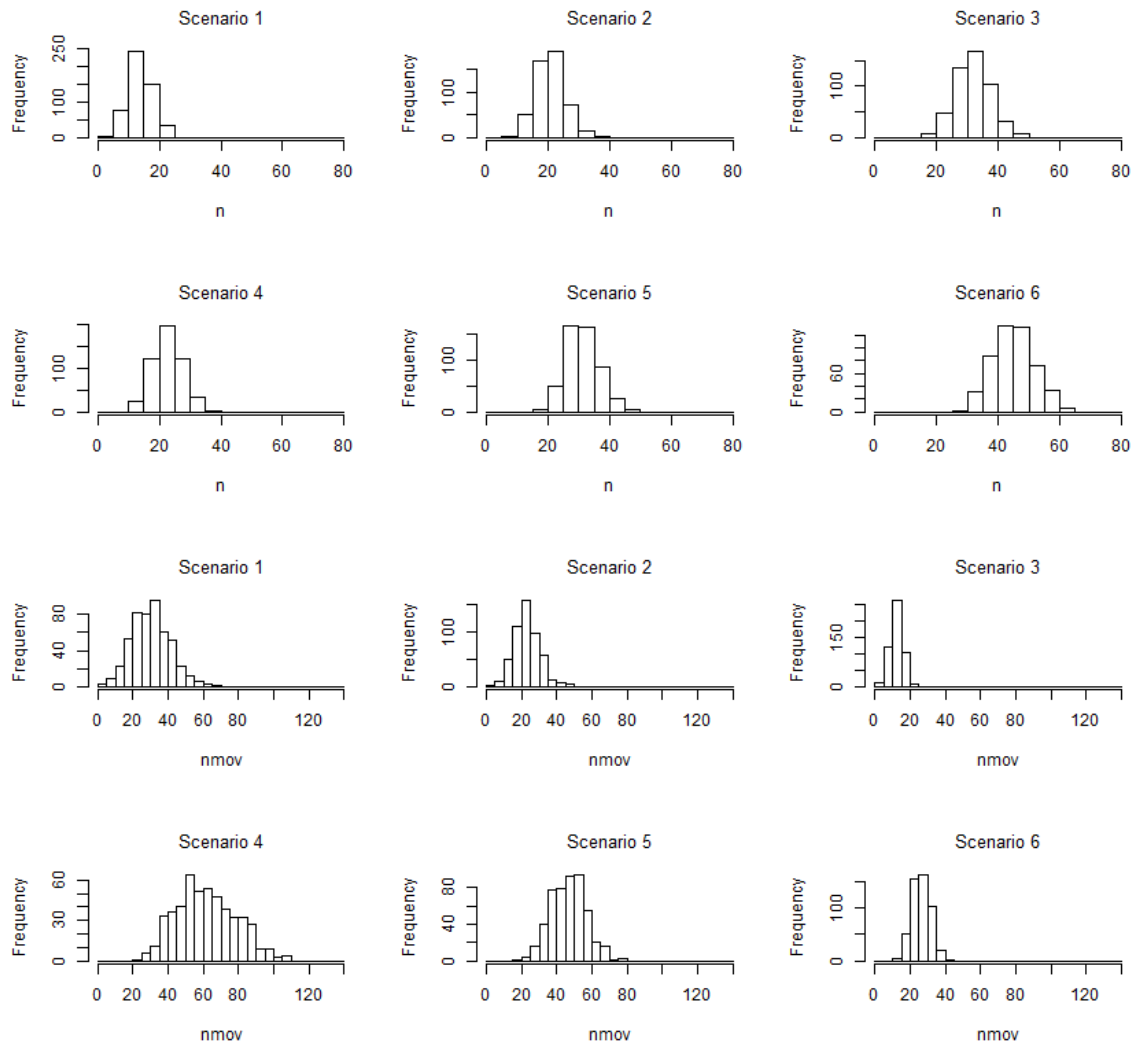 Scenario 1
Frequency
0 100 250
0 20 40 60 80
n
Scenario 2
Frequency
0 100
0 20 40 60 80
n
Scenario 3
Frequency
0 100
0 20 40 60 80
n
Scenario 4
Frequency
0 100
0 20 40 60 80
n
Scenario 5
Frequency
0 100
0 20 40 60 80
n
Scenario 6
Frequency
0 60
0 20 40 60 80
n
Scenario 1
Frequency
0 40 80
0 20 40 60 80 120
nmov
Scenario 2
Frequency
0 100
0 20 40 60 80 120
nmov
Scenario 3
Frequency
0 150
0 20 40 60 80 120
nmov
Scenario 4
Frequency
0 30 60
0 20 40 60 80 120
nmov
Scenario 5
Frequency
0 40 80
0 20 40 60 80 120
nmov
Scenario 6
Frequency
0 100
0 20 40 60 80 120
nmov